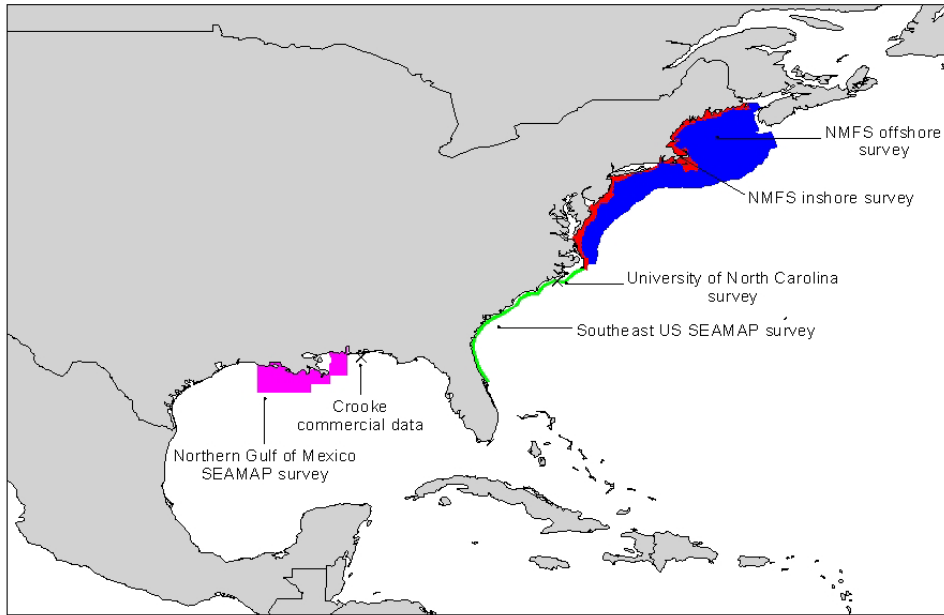 NMFS offshore
survey
NMFS inshore survey
University of North Carolina
survey
Southeast US SEAMAP survey
Crooke
commercial data
Northern Gulf of Mexico
SEAMAP survey